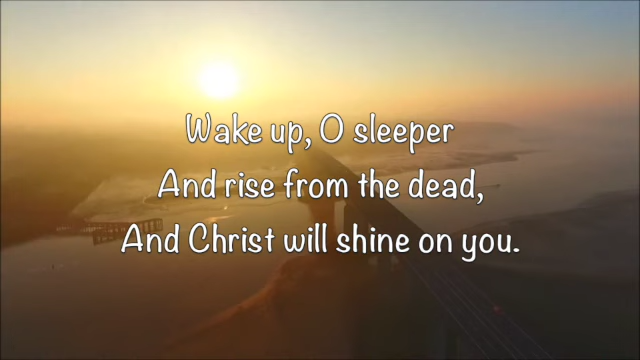 Wake up, O sleeper
And rise from the dead,
And Christ will shine on you.